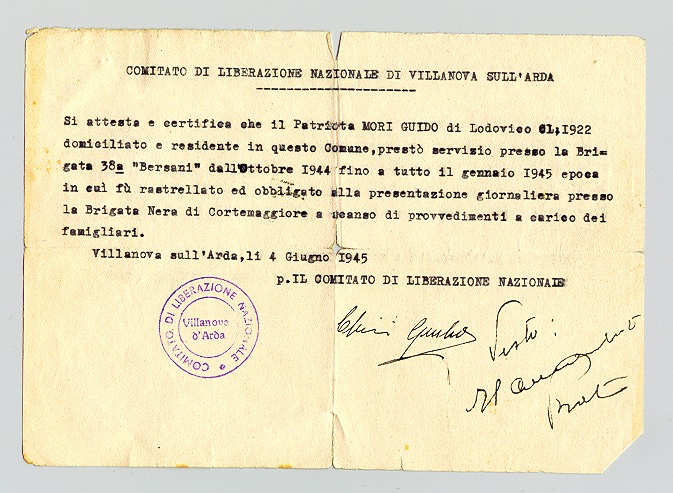 COMITATO DI LIBERAZIONE NAZIONALE DI VILLANOVA SULL'ARDA
Si attesta e certifica che il Patriota MORI GUIDO di Lodovico Cl.1922
domiciliato e residente in questo Comune,prestò servizio presso la Bri=
gata 38a "Bersani" dall'Ottobre 1944 fino a tutto il gennaio 1945 epoca
in cui fù rastrellato ed obbligato alla presentazione giornaliera presso
la Brigata Nera di Cortemaggiore a scanso di provvedimenti a carico dei
famigliari.
Villanova sull'Arda,li 4 Giugno 1945
p.IL COMITATO DI LIBERAZIONE NAZIONALE
COMITATO DI LIBERAZIONE NAZIONALE
Villanova
d'Arda
Visto: